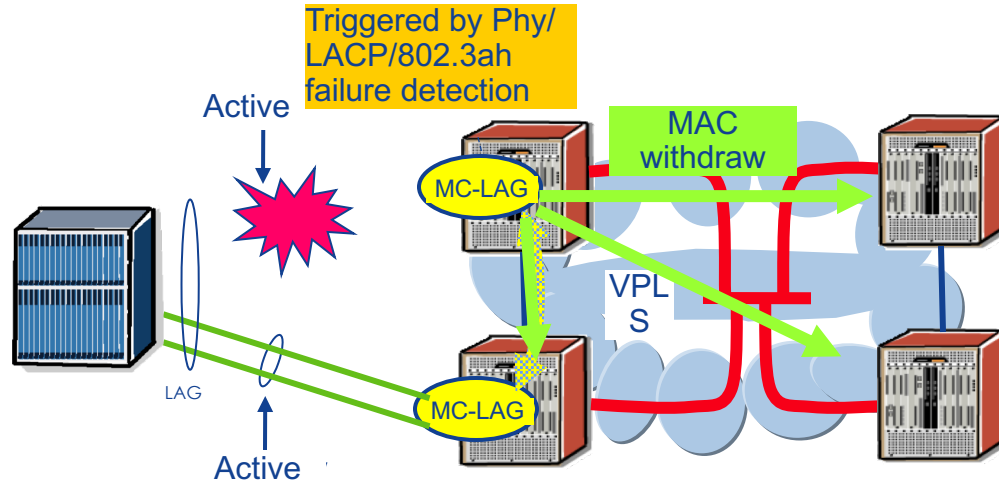 Triggered by Phy/
LACP/802.3ah
failure detection
Active
MAC
withdraw
MC-LAG
VPL
S
LAG
MC-LAG
Active